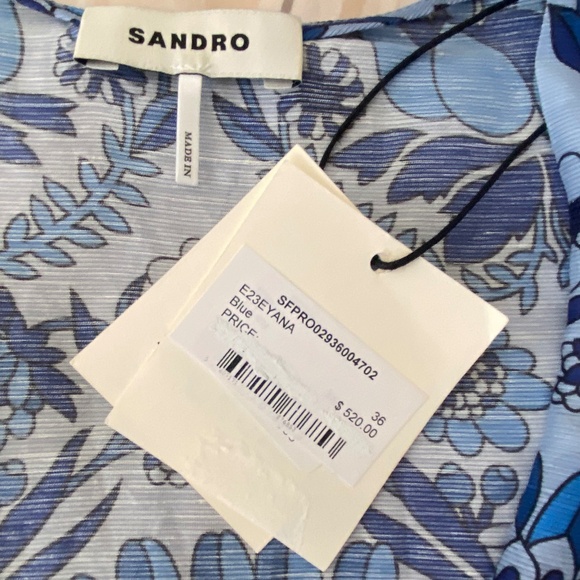 SANDRO
MADE IN
SFPRO02936004702
E23EYANA
Blue
PRICE:
36
$ 520.00